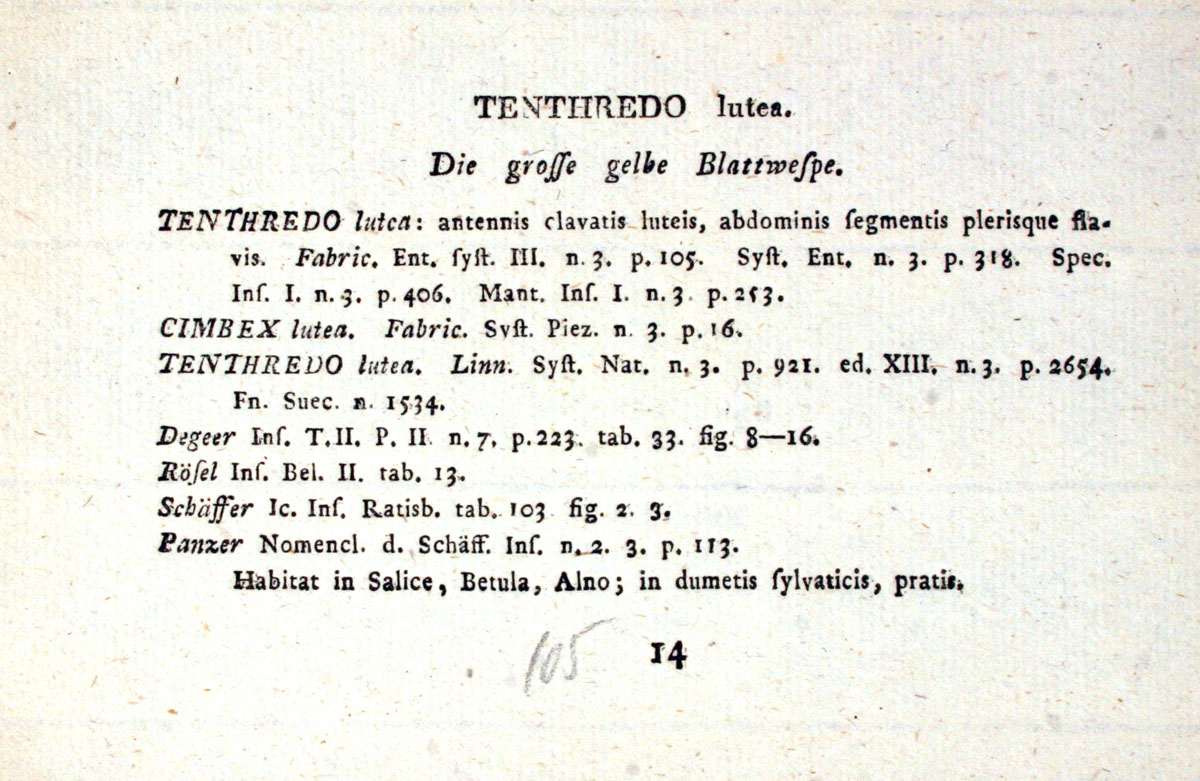 TENTHREDO lutea.
Die groſſe gelbe Blattweſpe.
TENTHREDO lutea: antennis clavatis luteis, abdominis ſegmentis plerisque fla-
vis. Fabric. Ent. ſyſt. III. n. 3. p. 105. Syſt. Ent. n. 3. p. 318. Spec.
Inſ. I. n. 3. p. 406. Mant. Inſ. I. n. 3. p. 253.
CIMBEX lutea. Fabric. Syſt. Piez. n. 3. p. 16.
TENTHREDO lutea. Linn. Syſt. Nat. n. 3. p. 921. ed. XIII. n. 3. p. 2654.
Fn. Suec. n. 1534.
Degeer Inſ. T. II. P. II. n. 7. p. 223. tab. 33. fig. 8—16.
Röſel Inſ. Bel. II. tab. 13.
Schäffer Ic. Inſ. Ratisb. tab. 103 fig. 2. 3.
Panzer Nomencl. d. Schäff. Inſ. n. 2. 3. p. 113.
Habitat in Salice, Betula, Alno; in dumetis ſylvaticis, pratis.
105 14